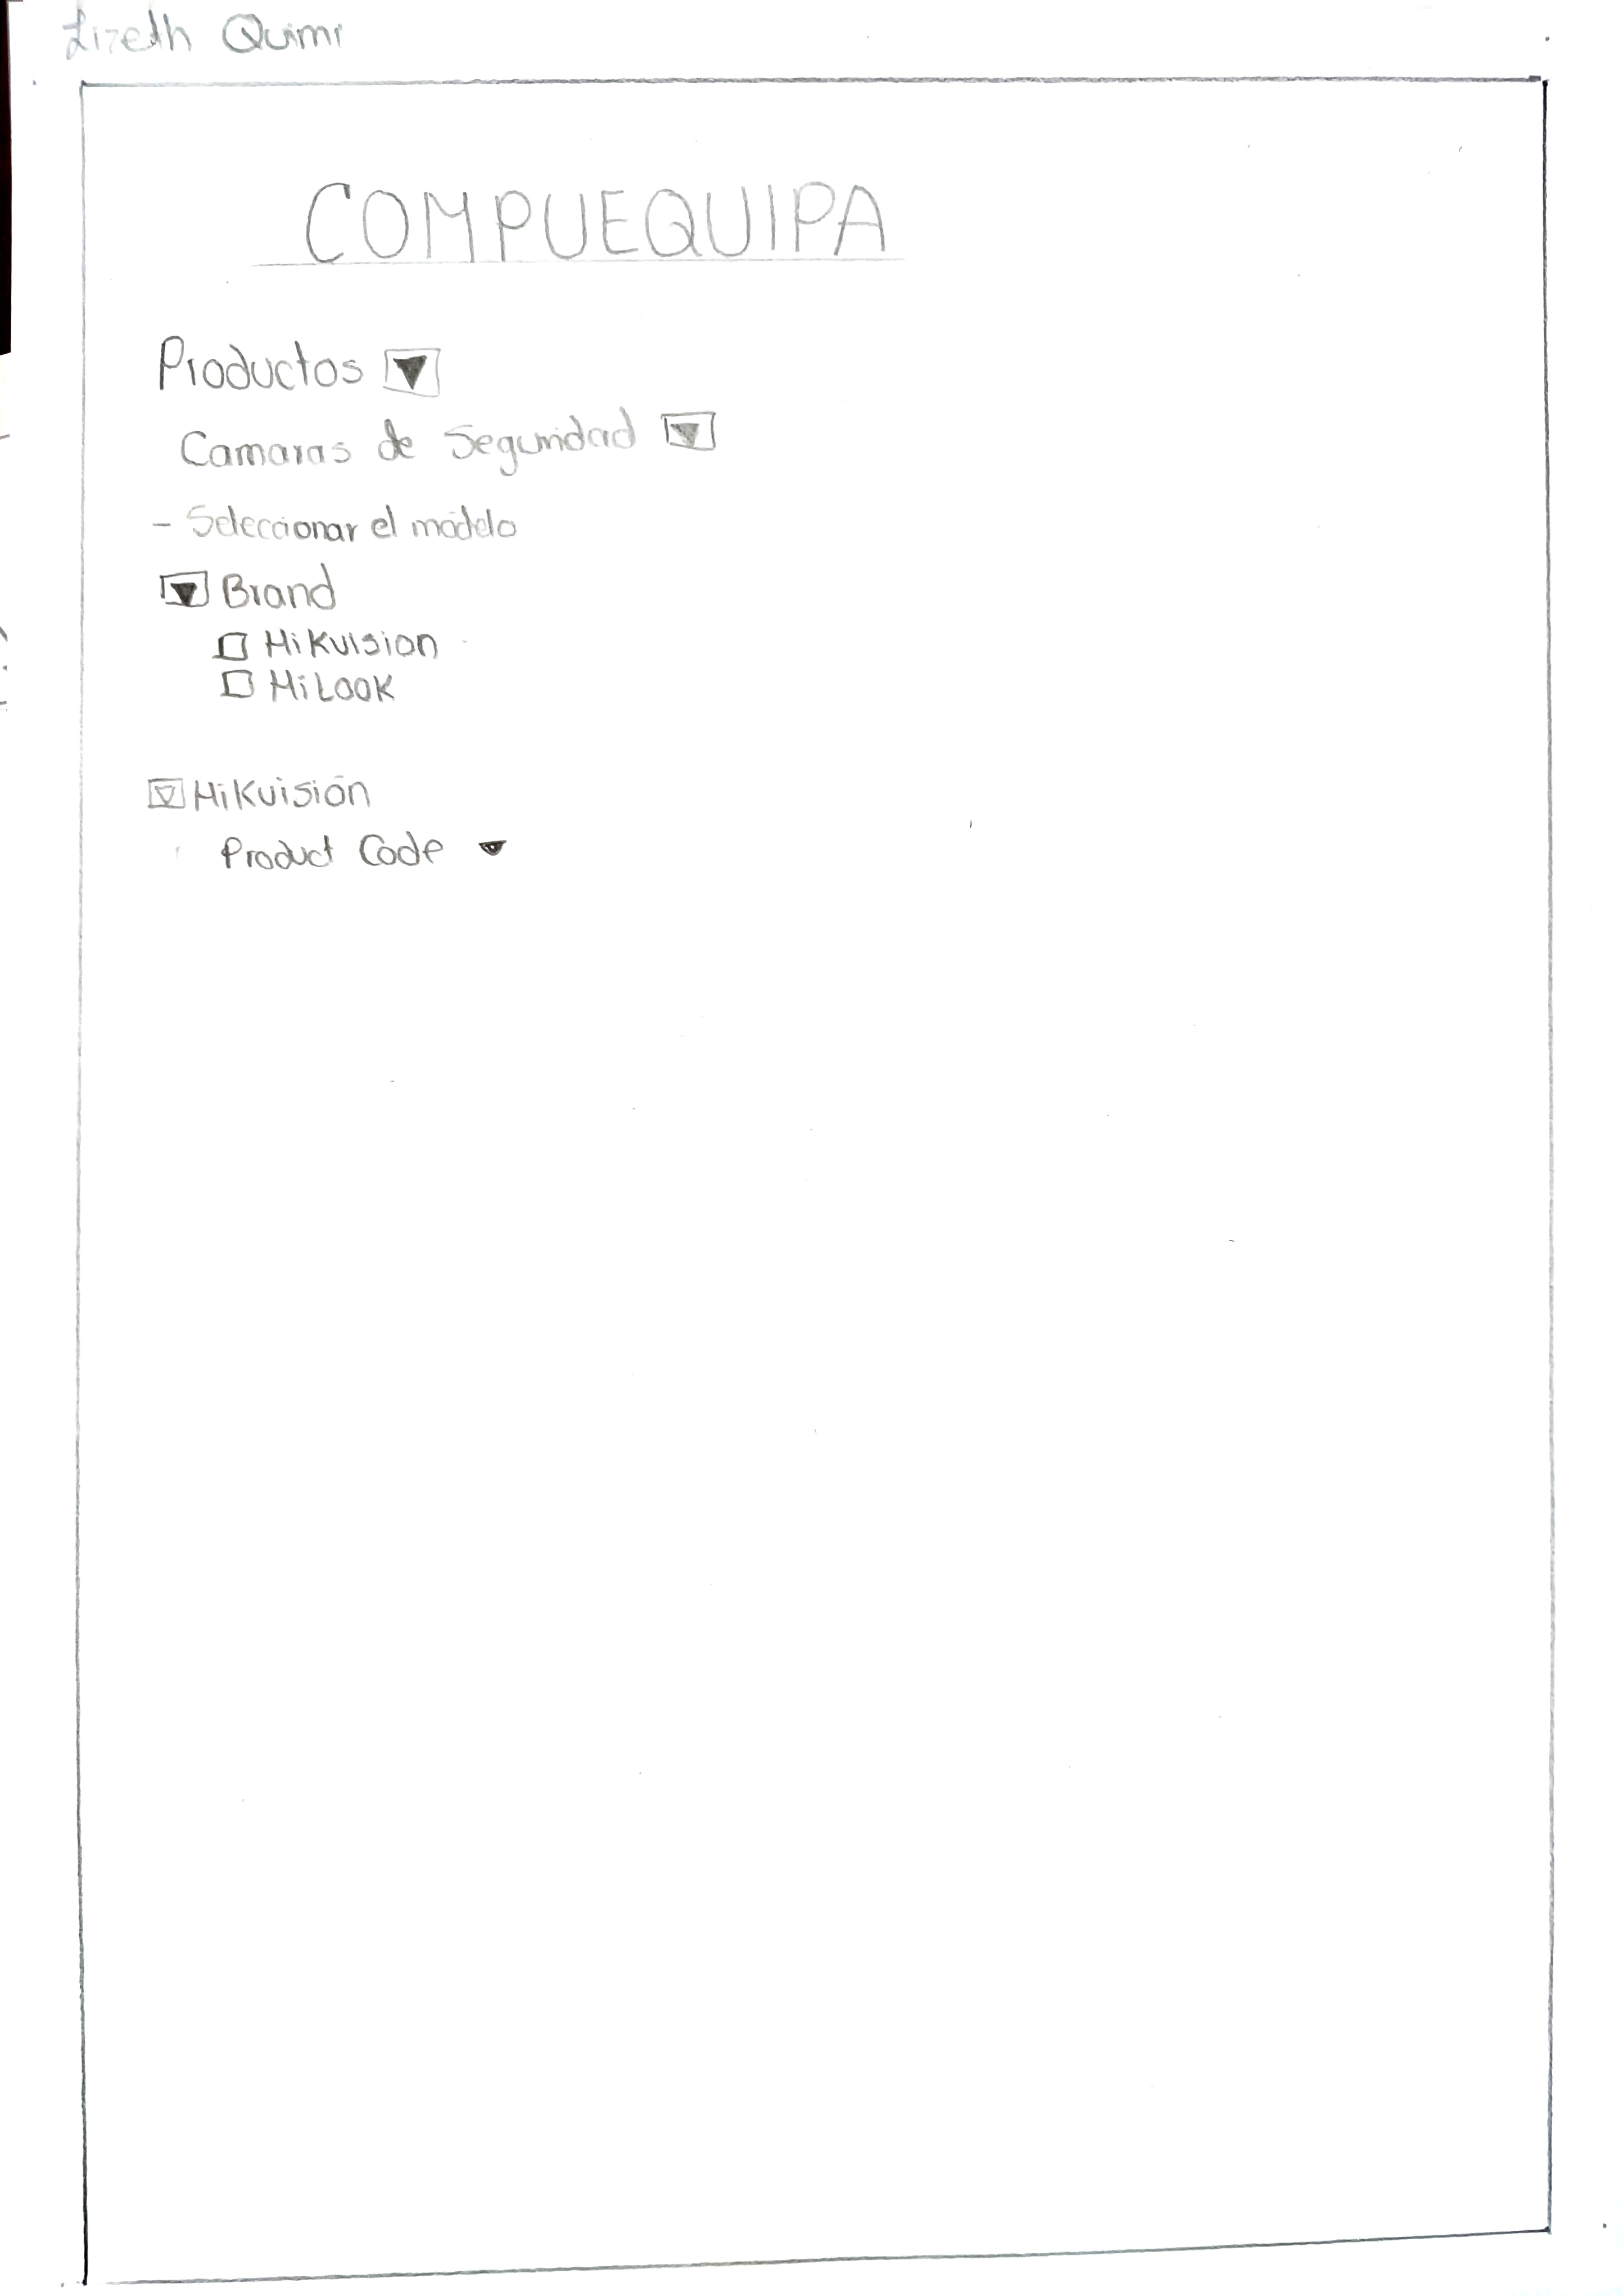 Lizeth Quimi
COMPUEQUIPA
Productos
Camaras de Seguridad
- Seleccionar el modelo
Brand
Hikvision
HiLook
Hikvisión
Product Code